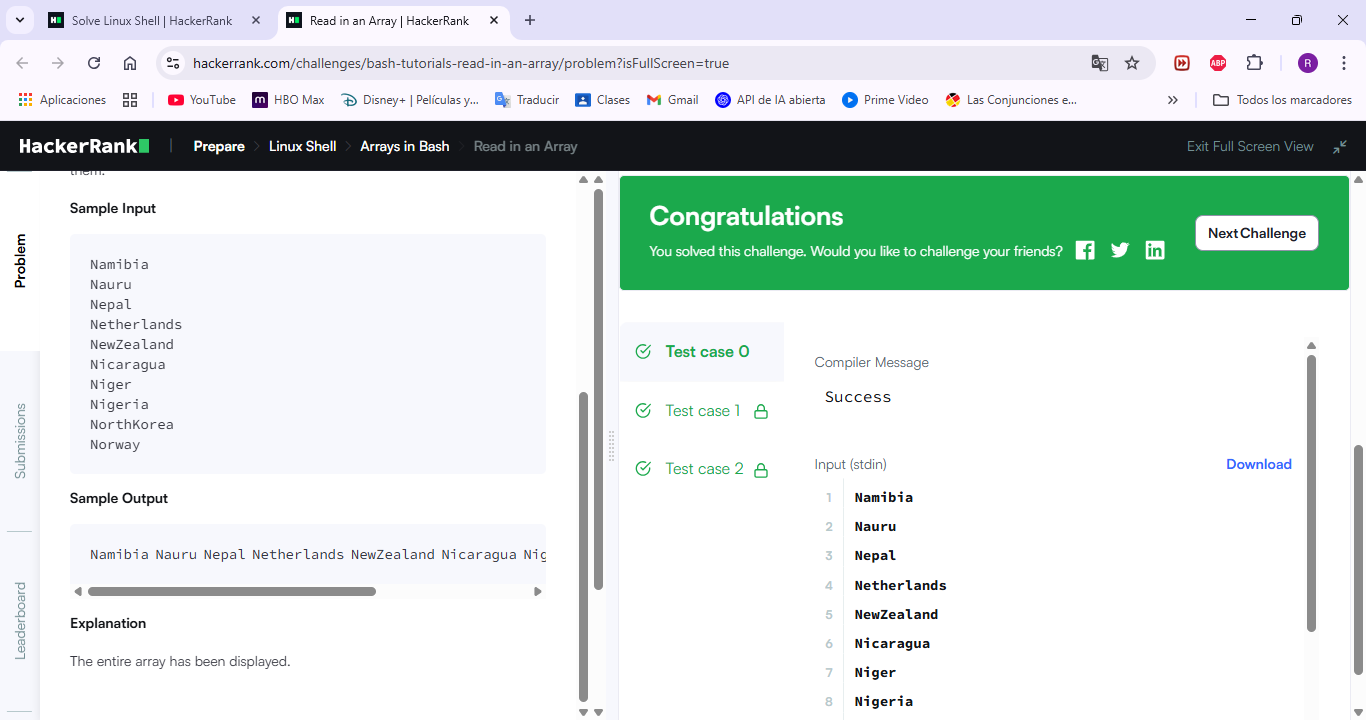 Solve Linux Shell | HackerRank
Read in an Array | HackerRank
hackerrank.com/challenges/bash-tutorials-read-in-an-array/problem?isFullScreen=true
ABP
R
Aplicaciones
YouTube
HBO Max
Disney+ | Películas y...
Traducir
Clases
Gmail
API de IA abierta
Prime Video
Las Conjunciones e...
Todos los marcadores
HackerRank
Prepare
Linux Shell
Arrays in Bash
Read in an Array
Exit Full Screen View
Problem
Submissions
Leaderboard
them.
Sample Input
Namibia
Nauru
Nepal
Netherlands
NewZealand
Nicaragua
Niger
Nigeria
NorthKorea
Norway
Sample Output
Namibia Nauru Nepal Netherlands NewZealand Nicaragua Nig
Explanation
The entire array has been displayed.
Congratulations
You solved this challenge. Would you like to challenge your friends?
Next Challenge
Test case 0
Test case 1
Test case 2
Compiler Message
Success
Input (stdin)
Download
1 Namibia
2 Nauru
3 Nepal
4 Netherlands
5 NewZealand
6 Nicaragua
7 Niger
8 Nigeria